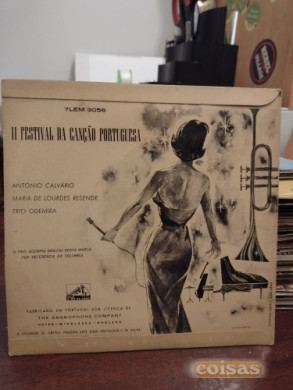 7LEM 3056
II FESTIVAL DA CANÇÃO PORTUGUESA
ANTÓNIO CALVÁRIO
MARIA DE LOURDES RESENDE
TRIO ODEMIRA
FABRICADO EM PORTUGAL SOB LICENÇA DE
THE GRAMOPHONE COMPANY
HAYES • MIDDLESEX • ENGLAND
coisas